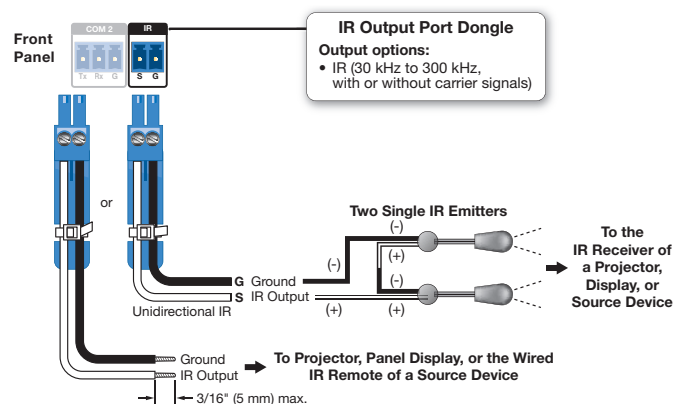 Front
Panel
COM 2
IR
Tx Rx G
S G
IR Output Port Dongle
Output options:
• IR (30 kHz to 300 kHz,
with or without carrier signals)
or
Two Single IR Emitters
(-)
(+)
(-)
(-)
(+)
(+)
G Ground
S IR Output
Unidirectional IR
To the
IR Receiver of
a Projector,
Display, or
Source Device
Ground
IR Output
To Projector, Panel Display, or the Wired
IR Remote of a Source Device
3/16" (5 mm) max.